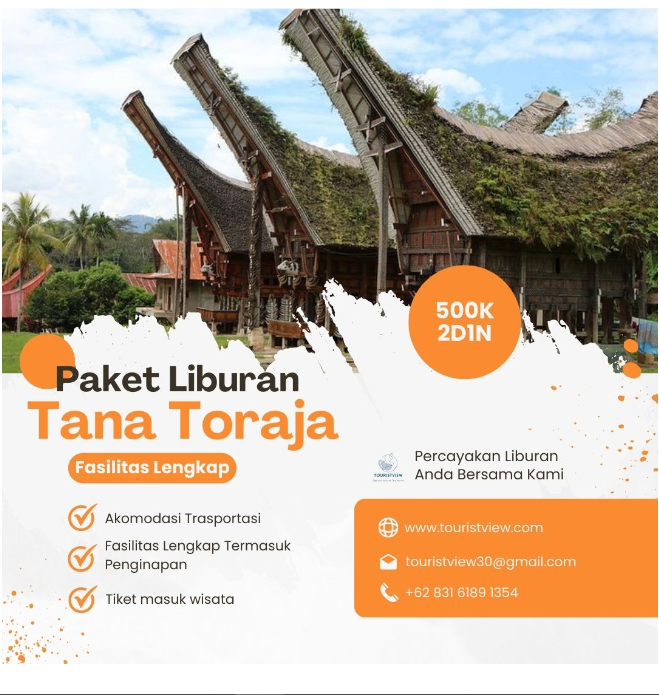 500K
2D1N
Paket Liburan
Tana Toraja
Fasilitas Lengkap
Akomodasi Trasportasi
Fasilitas Lengkap Termasuk
Penginapan
Tiket masuk wisata
TOURISTVIEW
Percayakan Liburan
Anda Bersama Kami
www.touristview.com
touristview30@gmail.com
+62 831 6189 1354